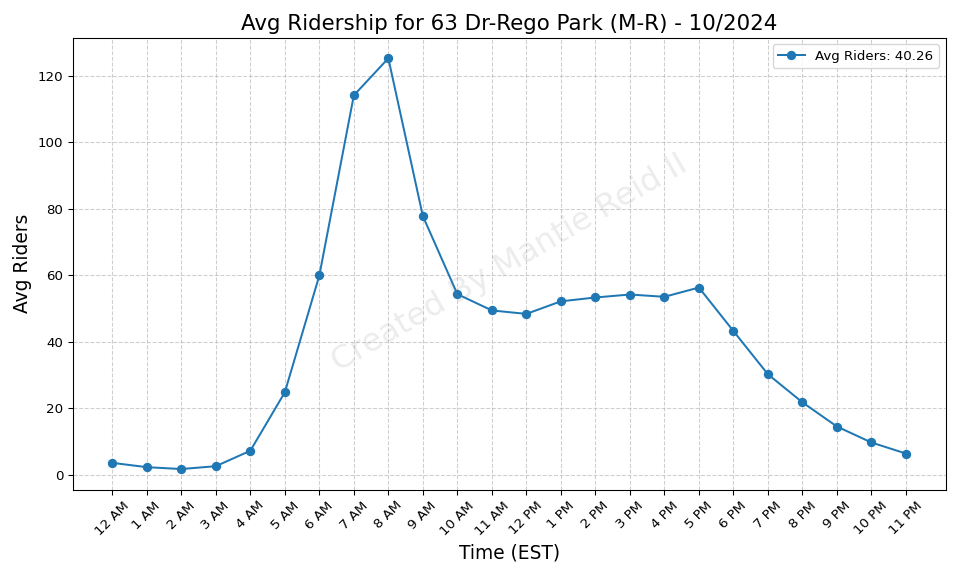 Avg Ridership for 63 Dr-Rego Park (M-R) - 10/2024
Avg Riders: 40.26
Avg Riders
120
100
80
60
40
20
0
Created By Mantle Reid II
12 AM
1 AM
2 AM
3 AM
4 AM
5 AM
6 AM
7 AM
8 AM
9 AM
10 AM
11 AM
12 PM
1 PM
2 PM
3 PM
4 PM
5 PM
6 PM
7 PM
8 PM
9 PM
10 PM
11 PM
Time (EST)